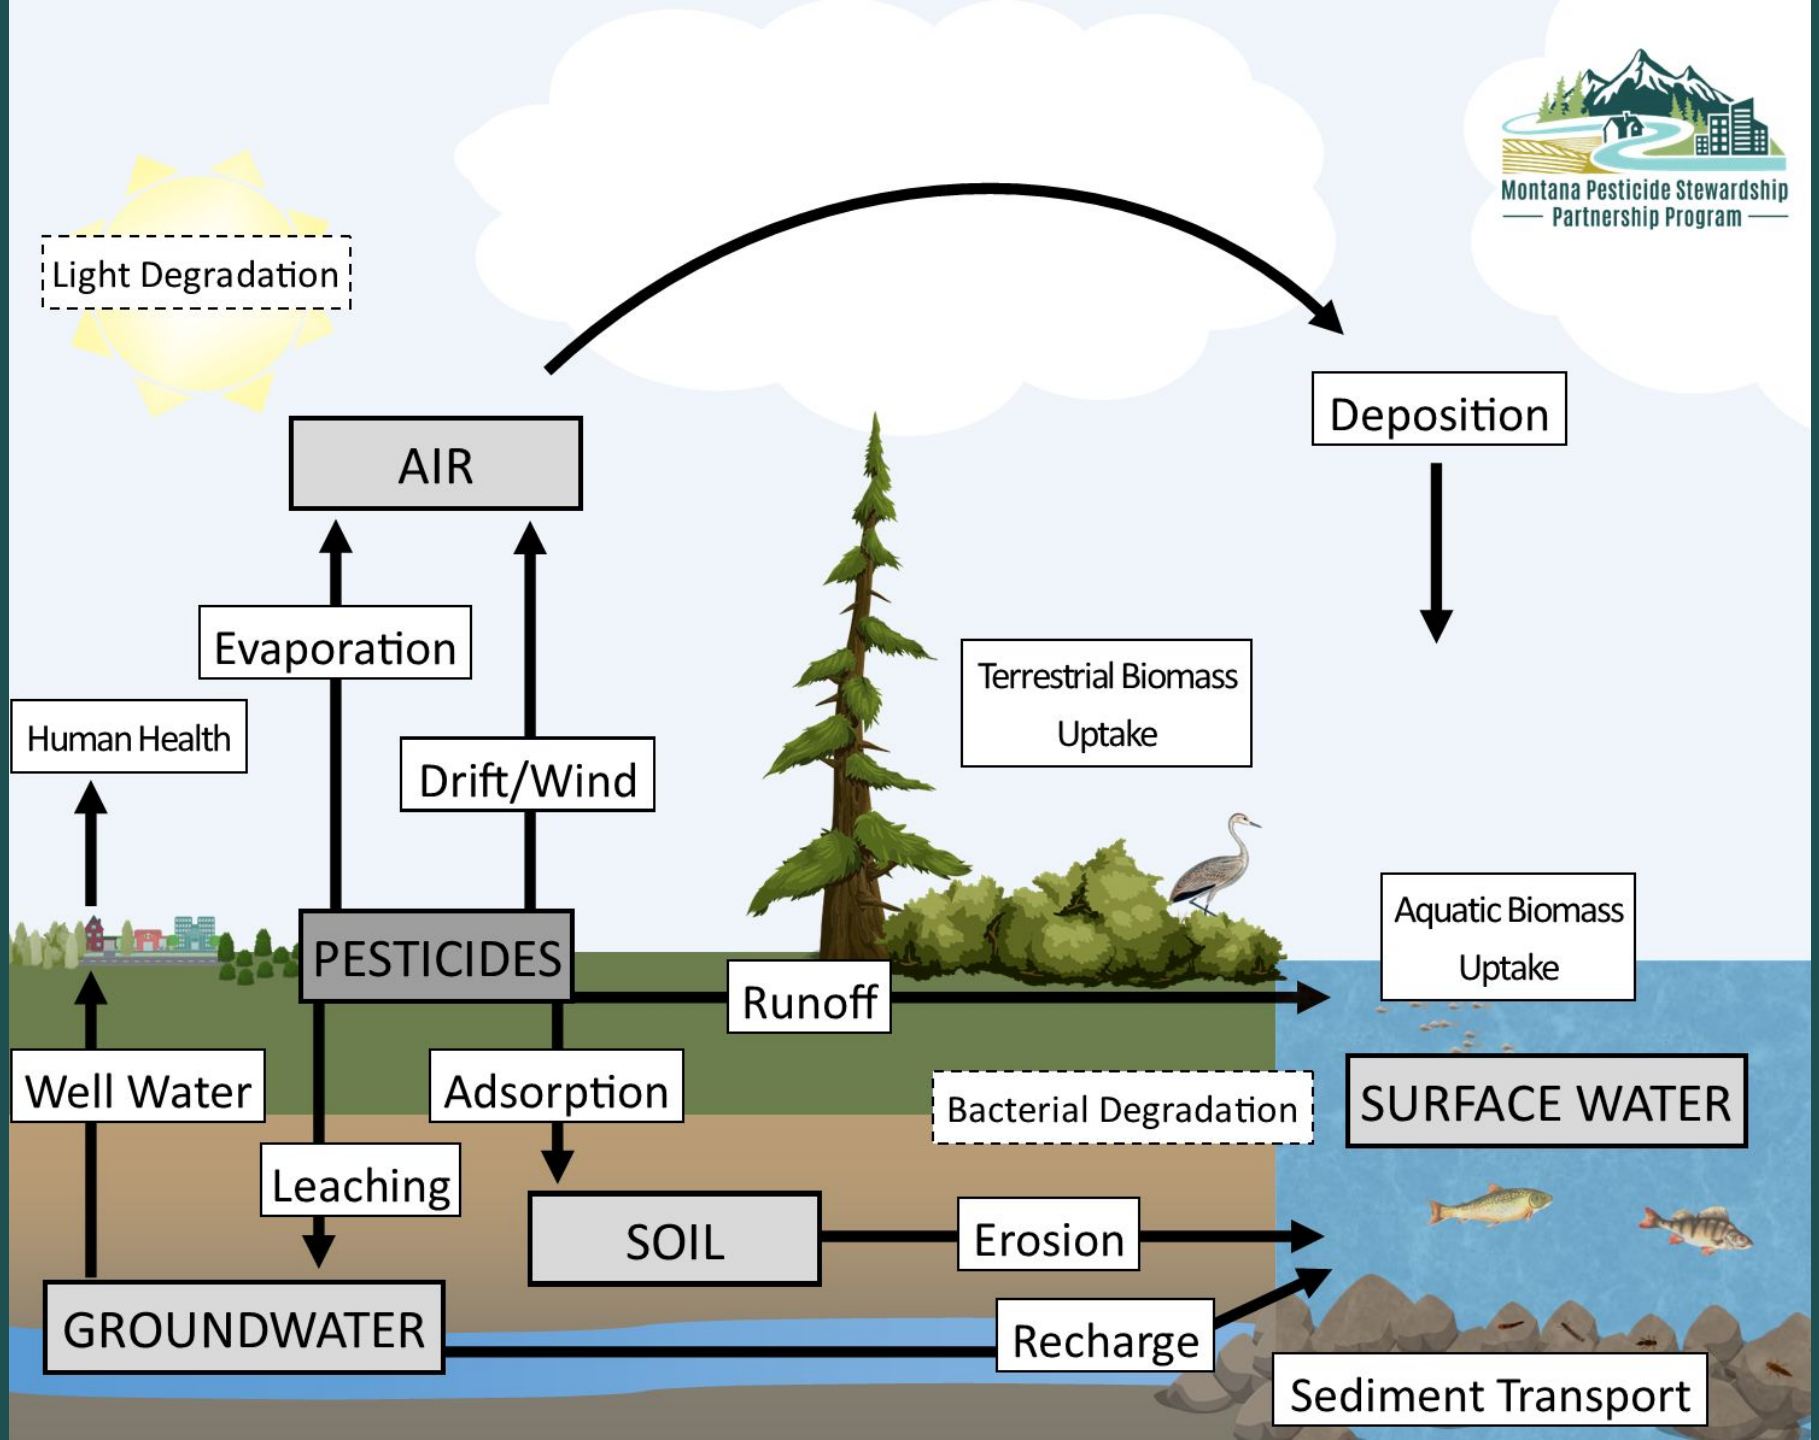 Montana Pesticide Stewardship
Partnership Program
Light Degradation
Deposition
AIR
Evaporation
Terrestrial Biomass
Uptake
Human Health
Drift/Wind
Aquatic Biomass
Uptake
PESTICIDES
Runoff
Well Water
Adsorption
Bacterial Degradation
SURFACE WATER
Leaching
SOIL
Erosion
GROUNDWATER
Recharge
Sediment Transport